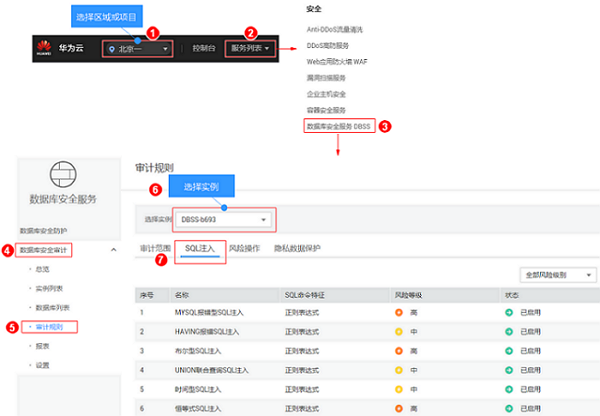 选择区域或项目
安全
Anti-DDoS流量清洗
DDoS高防服务
Web应用防火墙 WAF
漏洞扫描服务
企业主机安全
容器安全服务
数据库安全服务 DBSS
3
1
2
HUAWEI
华为云
北京一
控制台
服务列表
数据库安全服务
数据库安全防护
4
数据库安全审计
总览
实例列表
数据库列表
5
审计规则
报表
设置
审计规则
6
选择实例
选择实例
DBSS-b693
审计范围
SQL注入
风险操作
隐私数据保护
7
全部风险级别
序号 名称 SQL命令特征 风险等级 状态
1 MYSQL报错型SQL注入 正则表达式 高 已启用
2 HAVING报错SQL注入 正则表达式 中 已启用
3 布尔型SQL注入 正则表达式 高 已启用
4 UNION联合查询SQL注入 正则表达式 中 已启用
5 时间型SQL注入 正则表达式 中 已启用
6 恒等式SQL注入 正则表达式 高 已启用